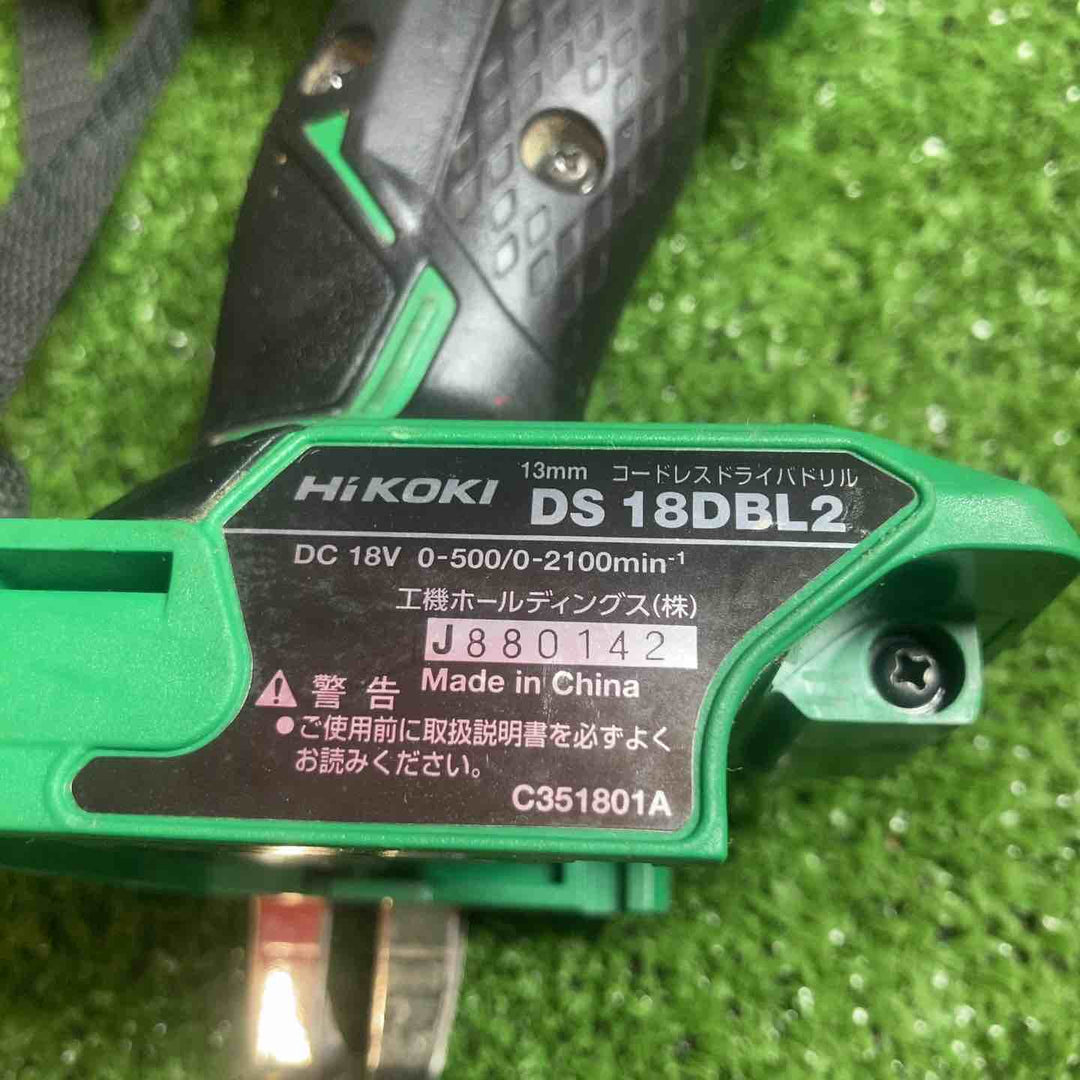 HiKOKI 13mm コードレスドライバドリル
DS 18DBL2
DC 18V 0-500/0-2100min-1
工機ホールディングス(株)
J880142
Made in China
警告
●ご使用前に取扱説明書を必ずよく
お読みください。
C351801A